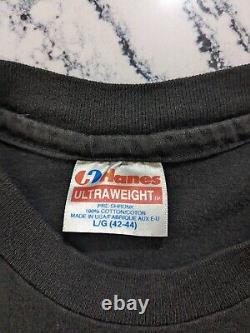 Hanes
ULTRAWEIGHT
PRE-SHRUNK
100% COTTON/COTON
MADE IN USA/FABRIQUE AUX E-U
L/G (42-44)